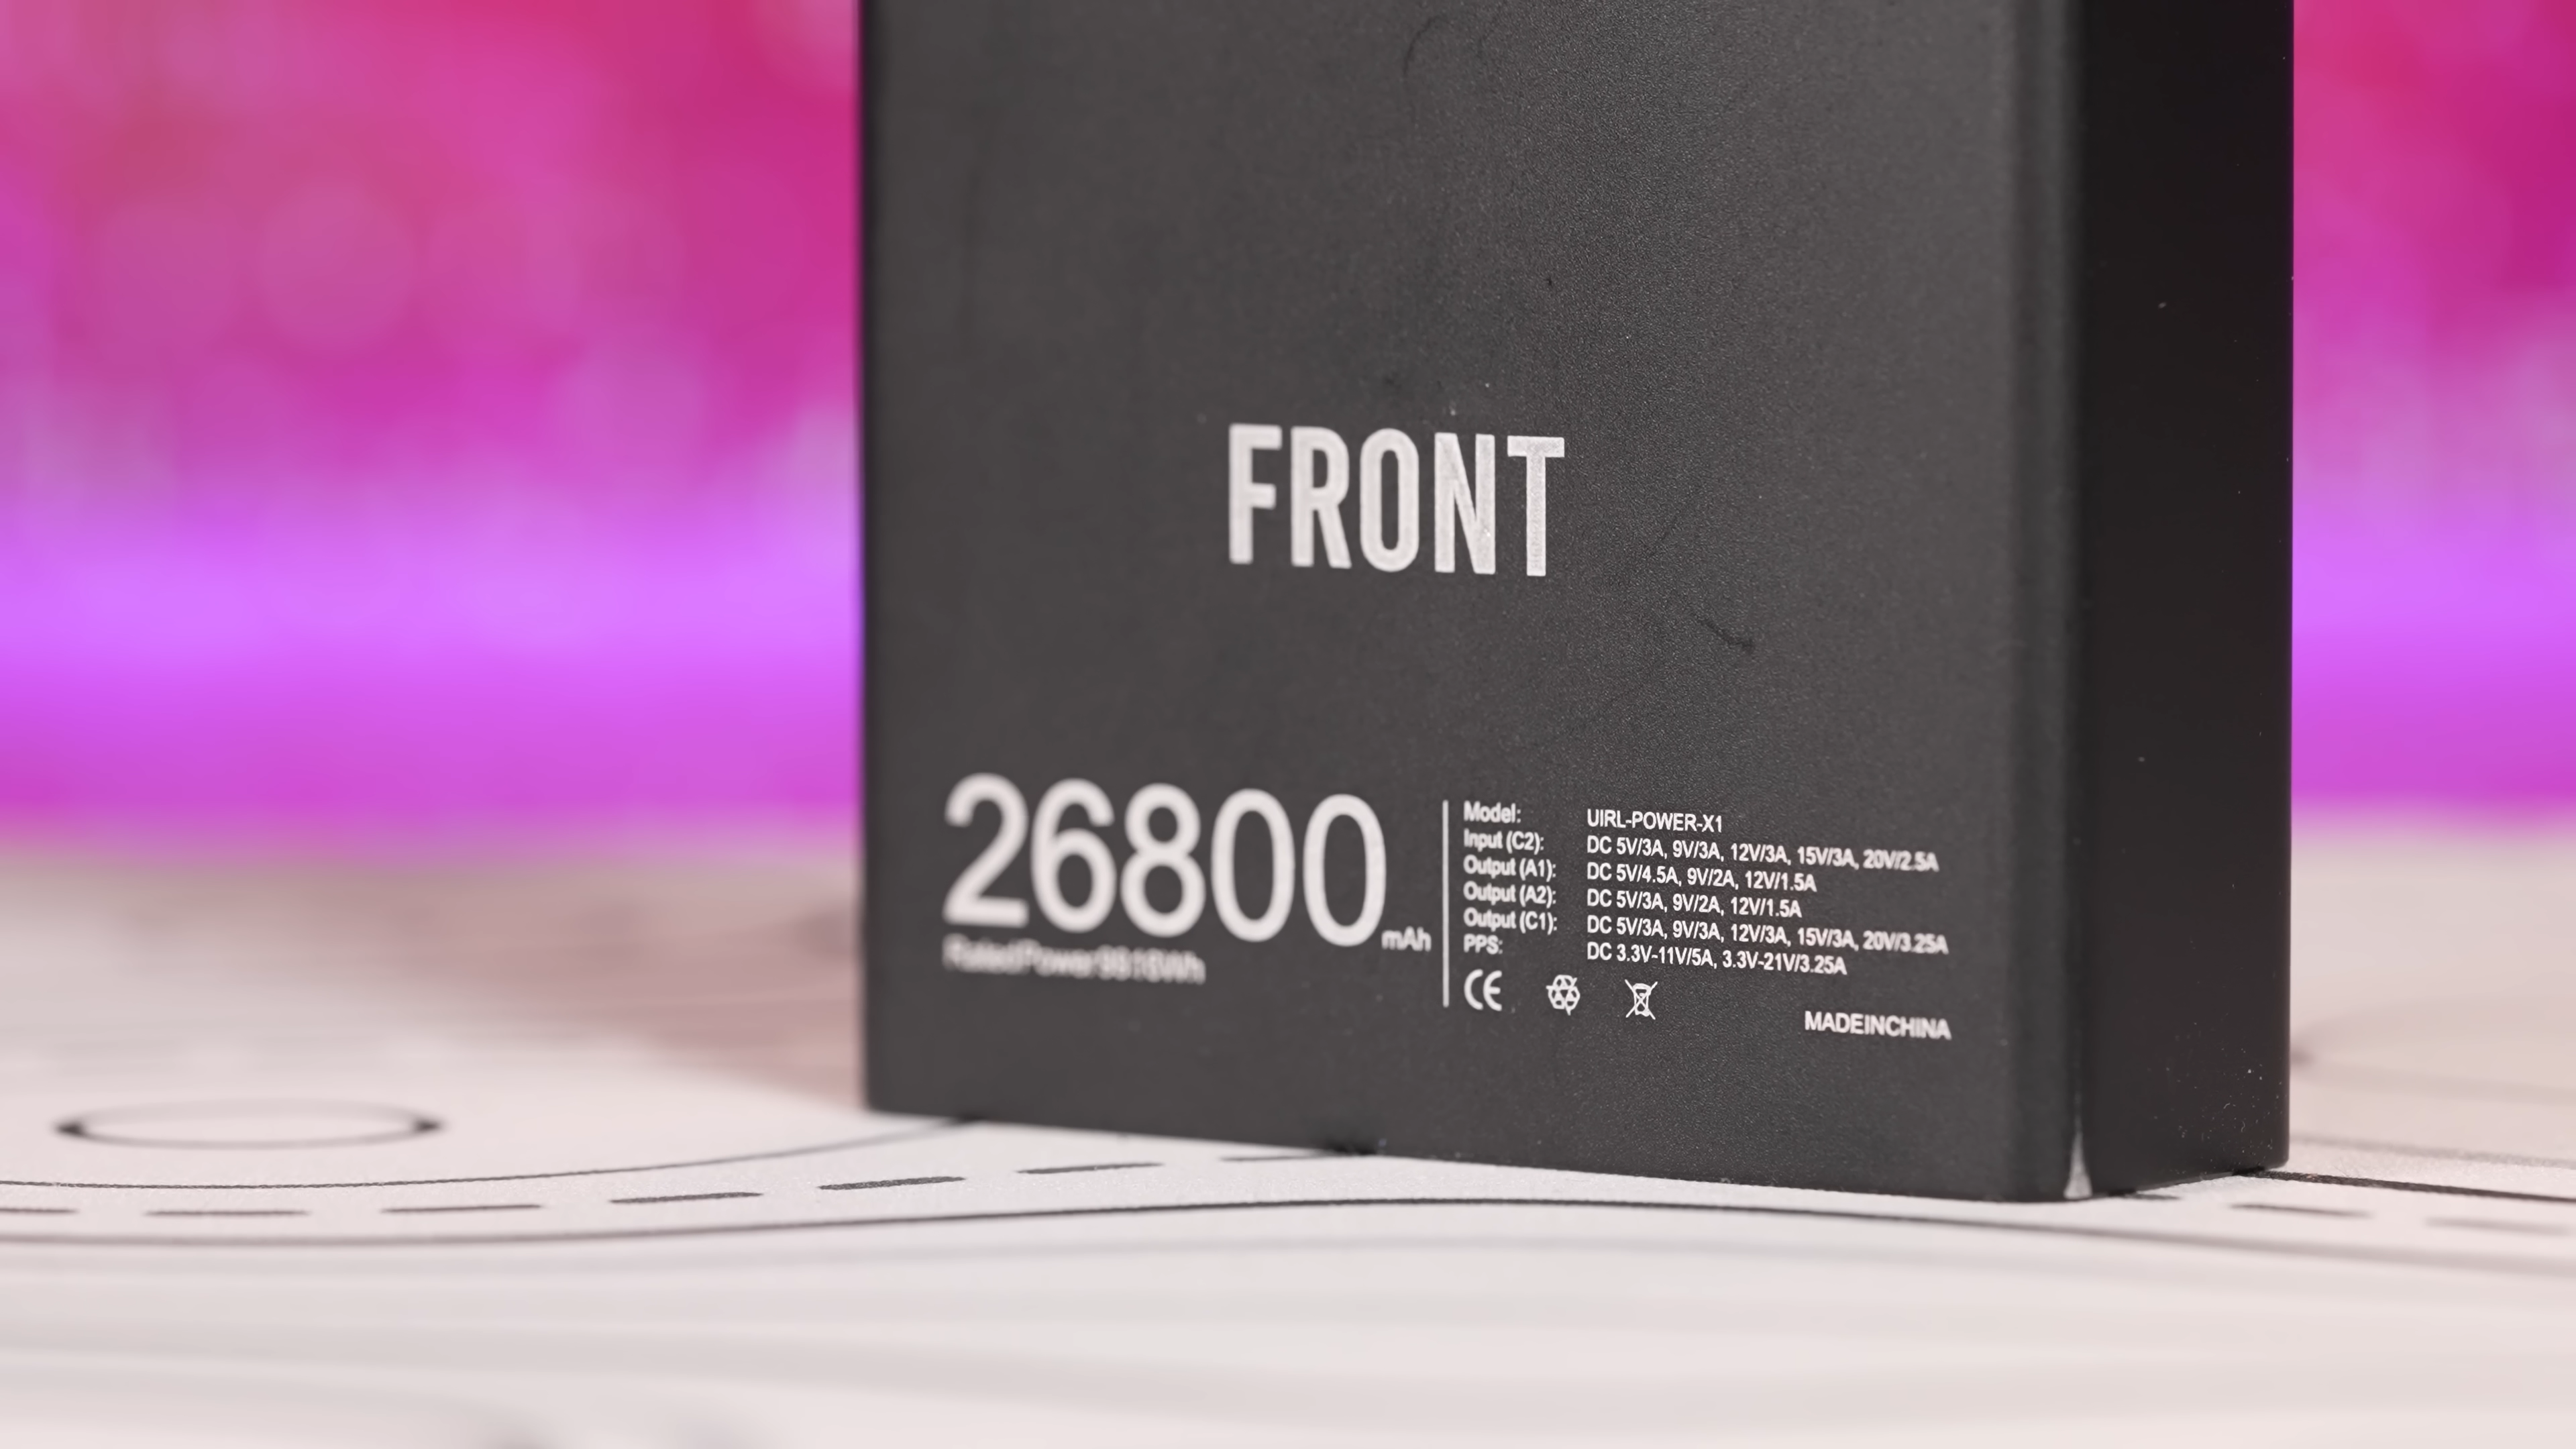 FRONT
26800 mAh
Model: UIRL-POWER-X1
Input (C2): DC 5V/3A, 9V/3A, 12V/3A, 15V/3A, 20V/2.5A
Output (A1): DC 5V/4.5A, 9V/2A, 12V/1.5A
Output (A2): DC 5V/3A, 9V/2A, 12V/1.5A
Output (C1): DC 5V/3A, 9V/3A, 12V/3A, 15V/3A, 20V/3.25A
PPS: DC 3.3V-11V/5A, 3.3V-21V/3.25A
CE
MADEINCHINA